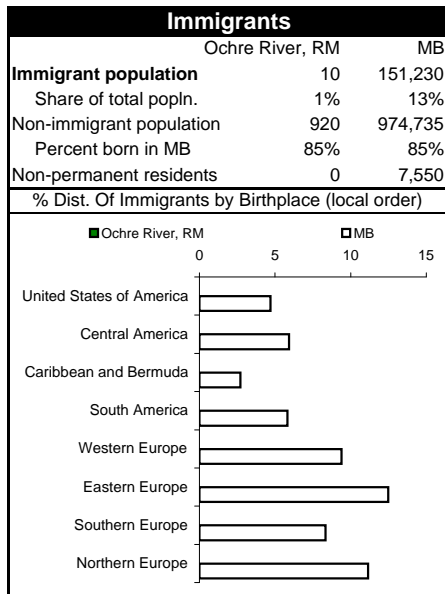 Immigrants
Ochre River, RM MB
Immigrant population 10 151,230
Share of total popln. 1% 13%
Non-immigrant population 920 974,735
Percent born in MB 85% 85%
Non-permanent residents 0 7,550
% Dist. Of Immigrants by Birthplace (local order)
Ochre River, RM MB
0 5 10 15
United States of America
Central America
Caribbean and Bermuda
South America
Western Europe
Eastern Europe
Southern Europe
Northern Europe